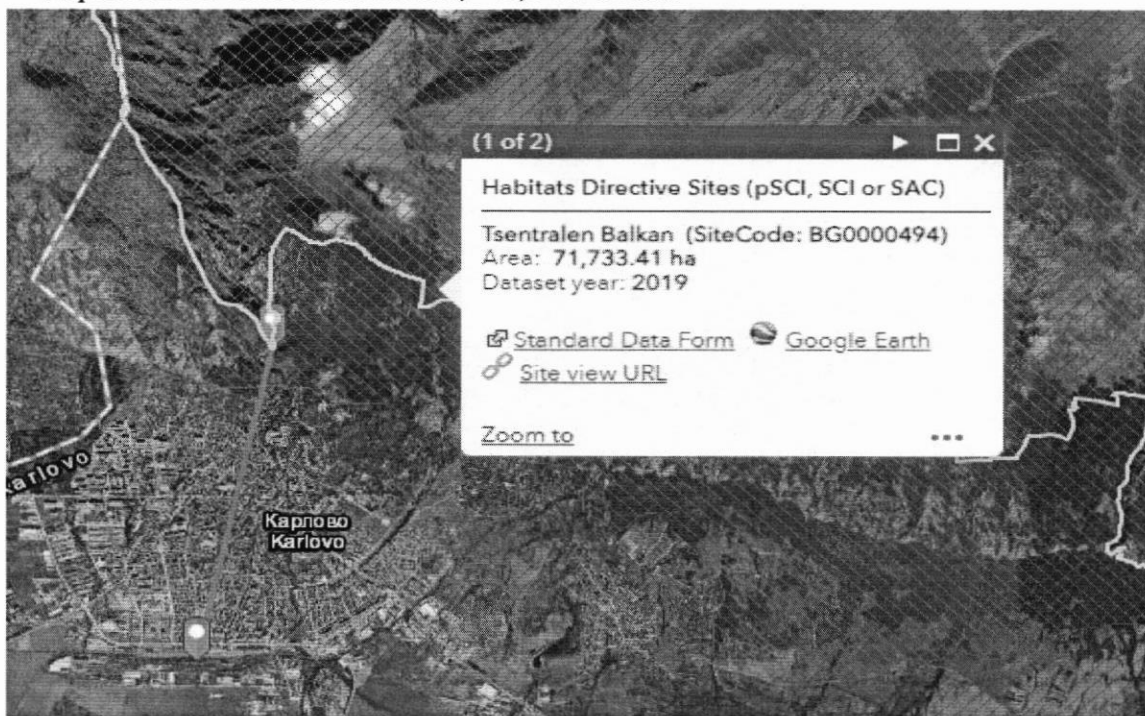 (1 of 2)
Habitats Directive Sites (pSCI, SCI or SAC)
Tsentralen Balkan (SiteCode: BG0000494)
Area: 71,733.41 ha
Dataset year: 2019
Standard Data Form Google Earth
Site view URL
Zoom to
Karlovo
Карлово
Karlovo